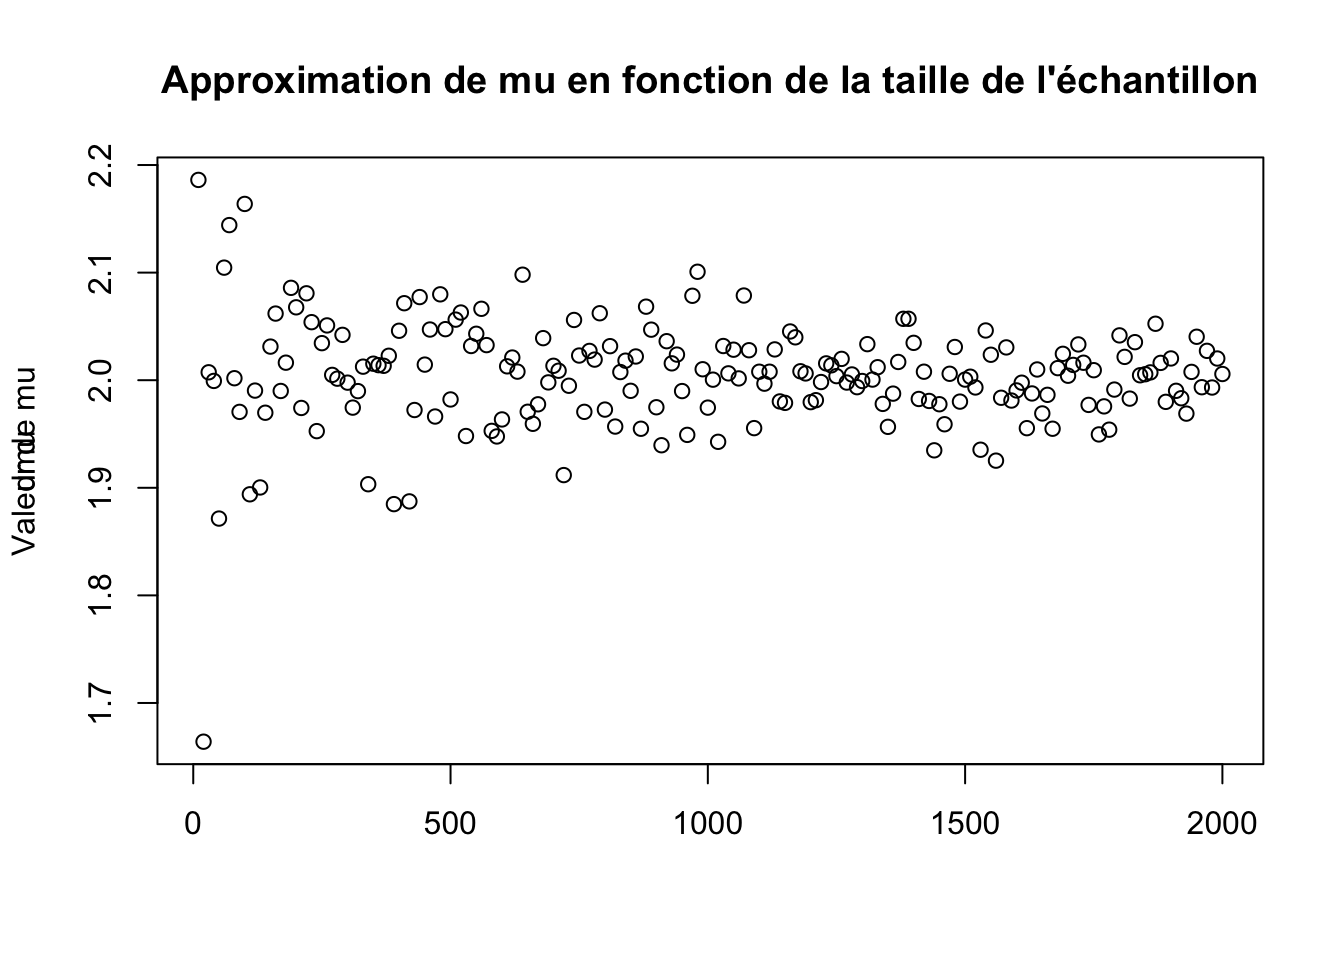 Approximation de mu en fonction de la taille de l'échantillon
2.2
2.1
2.0
1.9
1.8
1.7
0 500 1000 1500 2000
mu